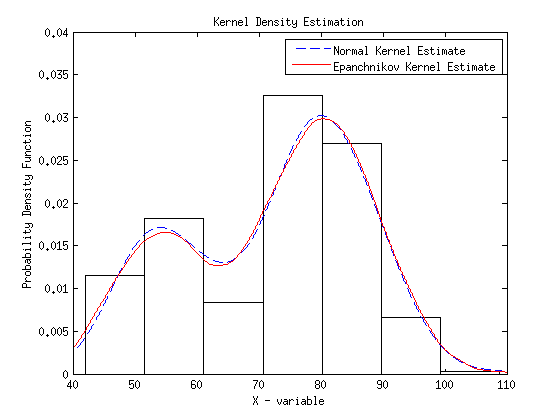 Kernel Density Estimation
0.04
0.035
0.03
0.025
0.02
0.015
0.01
0.005
0
Probability Density Function
Normal Kernel Estimate
Epanchnikov Kernel Estimate
40 50 60 70 80 90 100 110
X - variable